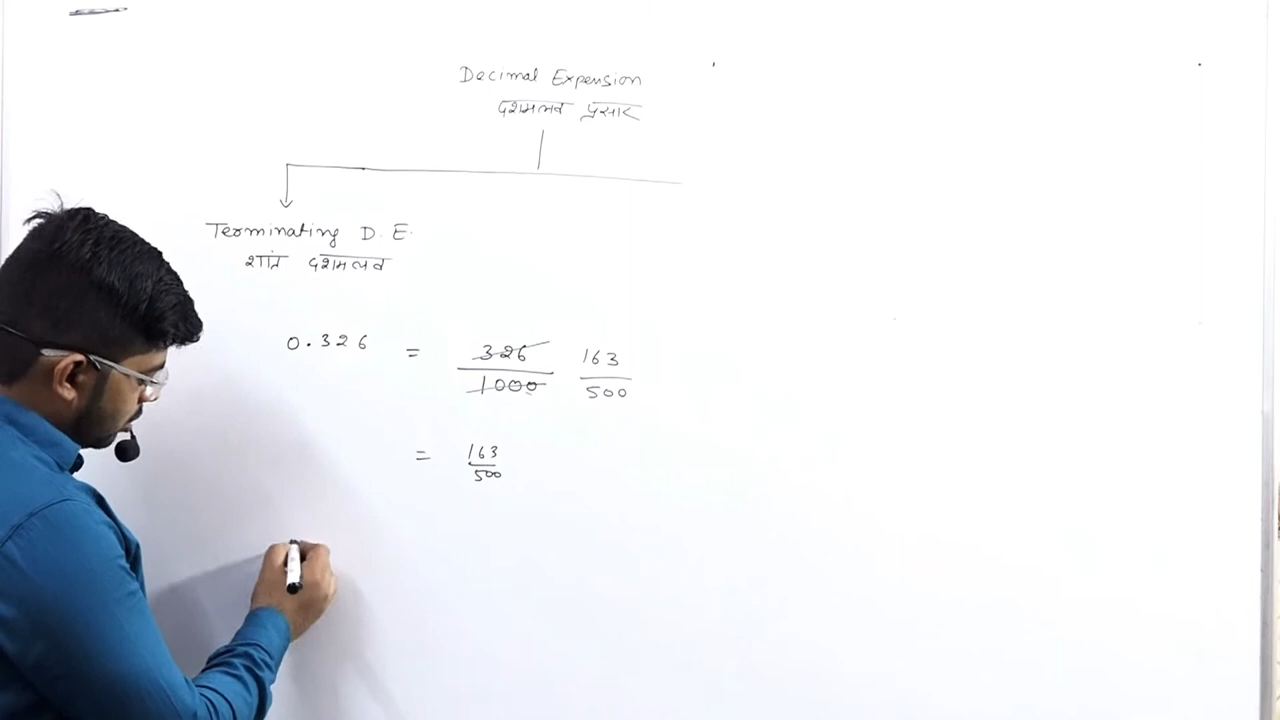 Decimal Expension
दशमलव प्रसार
Terminating D.E.
शांत दशमलव
0.326 = 326/1000 163/500
= 163/500